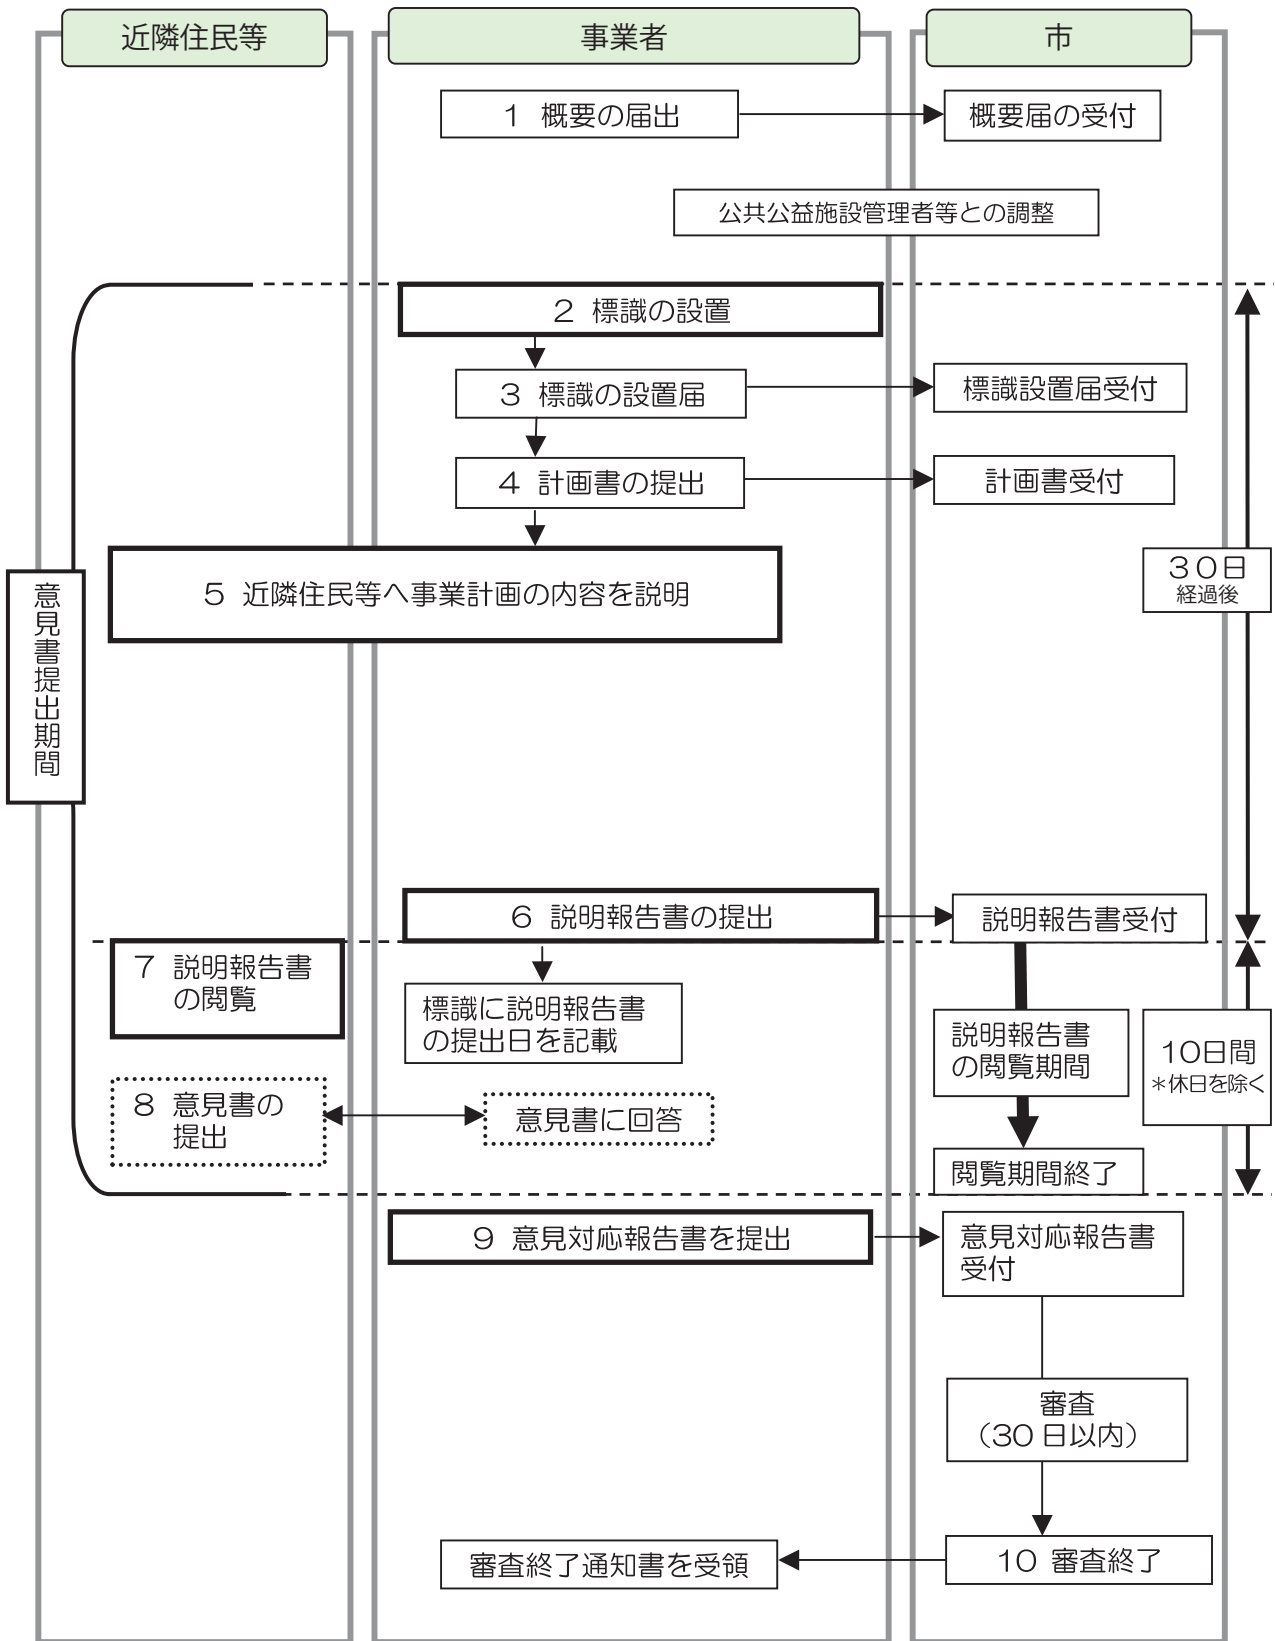 近隣住民等
事業者
市
１ 概要の届出
概要届の受付
公共公益施設管理者等との調整
２ 標識の設置
３ 標識の設置届
標識設置届受付
４ 計画書の提出
計画書受付
５ 近隣住民等へ事業計画の内容を説明
３０日
経過後
意見書提出期間
６ 説明報告書の提出
説明報告書受付
７ 説明報告書
の閲覧
標識に説明報告書
の提出日を記載
説明報告書
の閲覧期間
10日間
＊休日を除く
８ 意見書の
提出
意見書に回答
閲覧期間終了
９ 意見対応報告書を提出
意見対応報告書
受付
審査
（30 日以内）
審査終了通知書を受領
10 審査終了